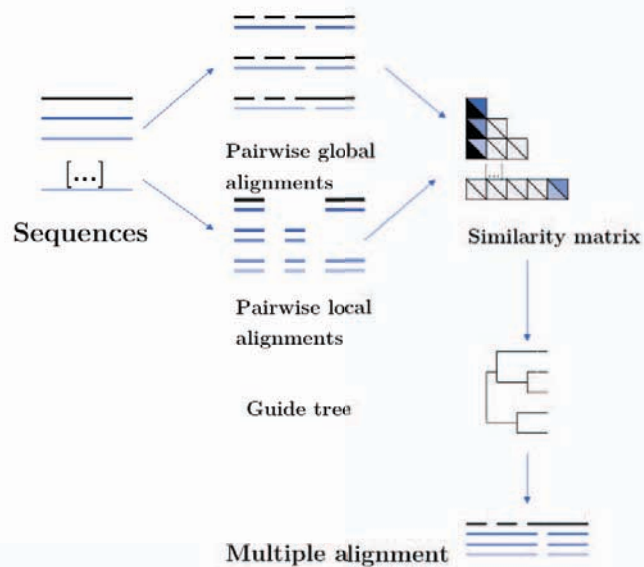 [...]
Sequences
Pairwise global
alignments
Pairwise local
alignments
[...]
Similarity matrix
Guide tree
Multiple alignment